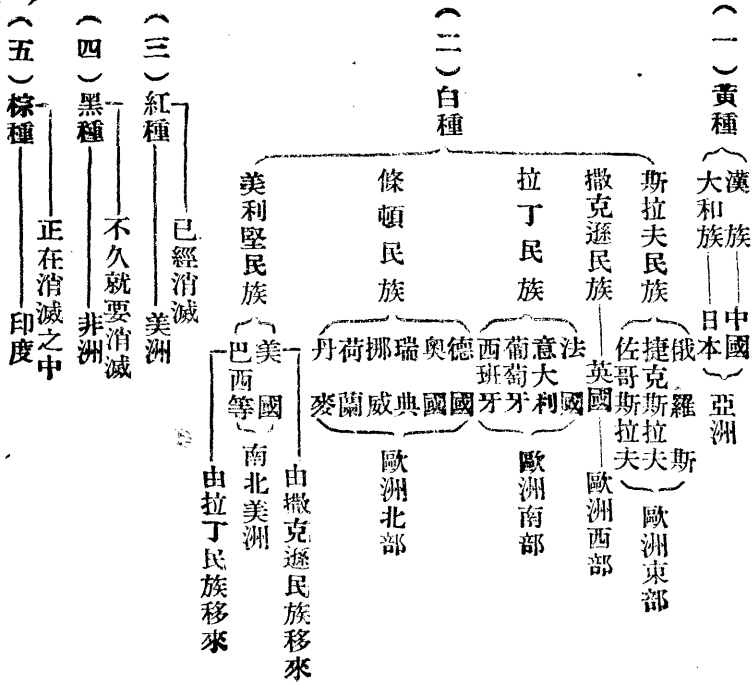 （一）黃種
漢族
大和族
中國
日本
亞洲
（二）白種
斯拉夫民族
俄羅斯
捷克斯拉夫
佐哥斯拉夫
歐洲東部
撒克遜民族
英國
歐洲西部
拉丁民族
法國
意大利
葡萄牙
西班牙
歐洲南部
條頓民族
德國
奧國
瑞典
挪威
荷蘭
丹麥
歐洲北部
美利堅民族
美國
巴西等
南北美洲
由撒克遜民族移來
由拉丁民族移來
（三）紅種
已經消滅
美洲
（四）黑種
不久就要消滅
非洲
（五）棕種
正在消滅之中
印度